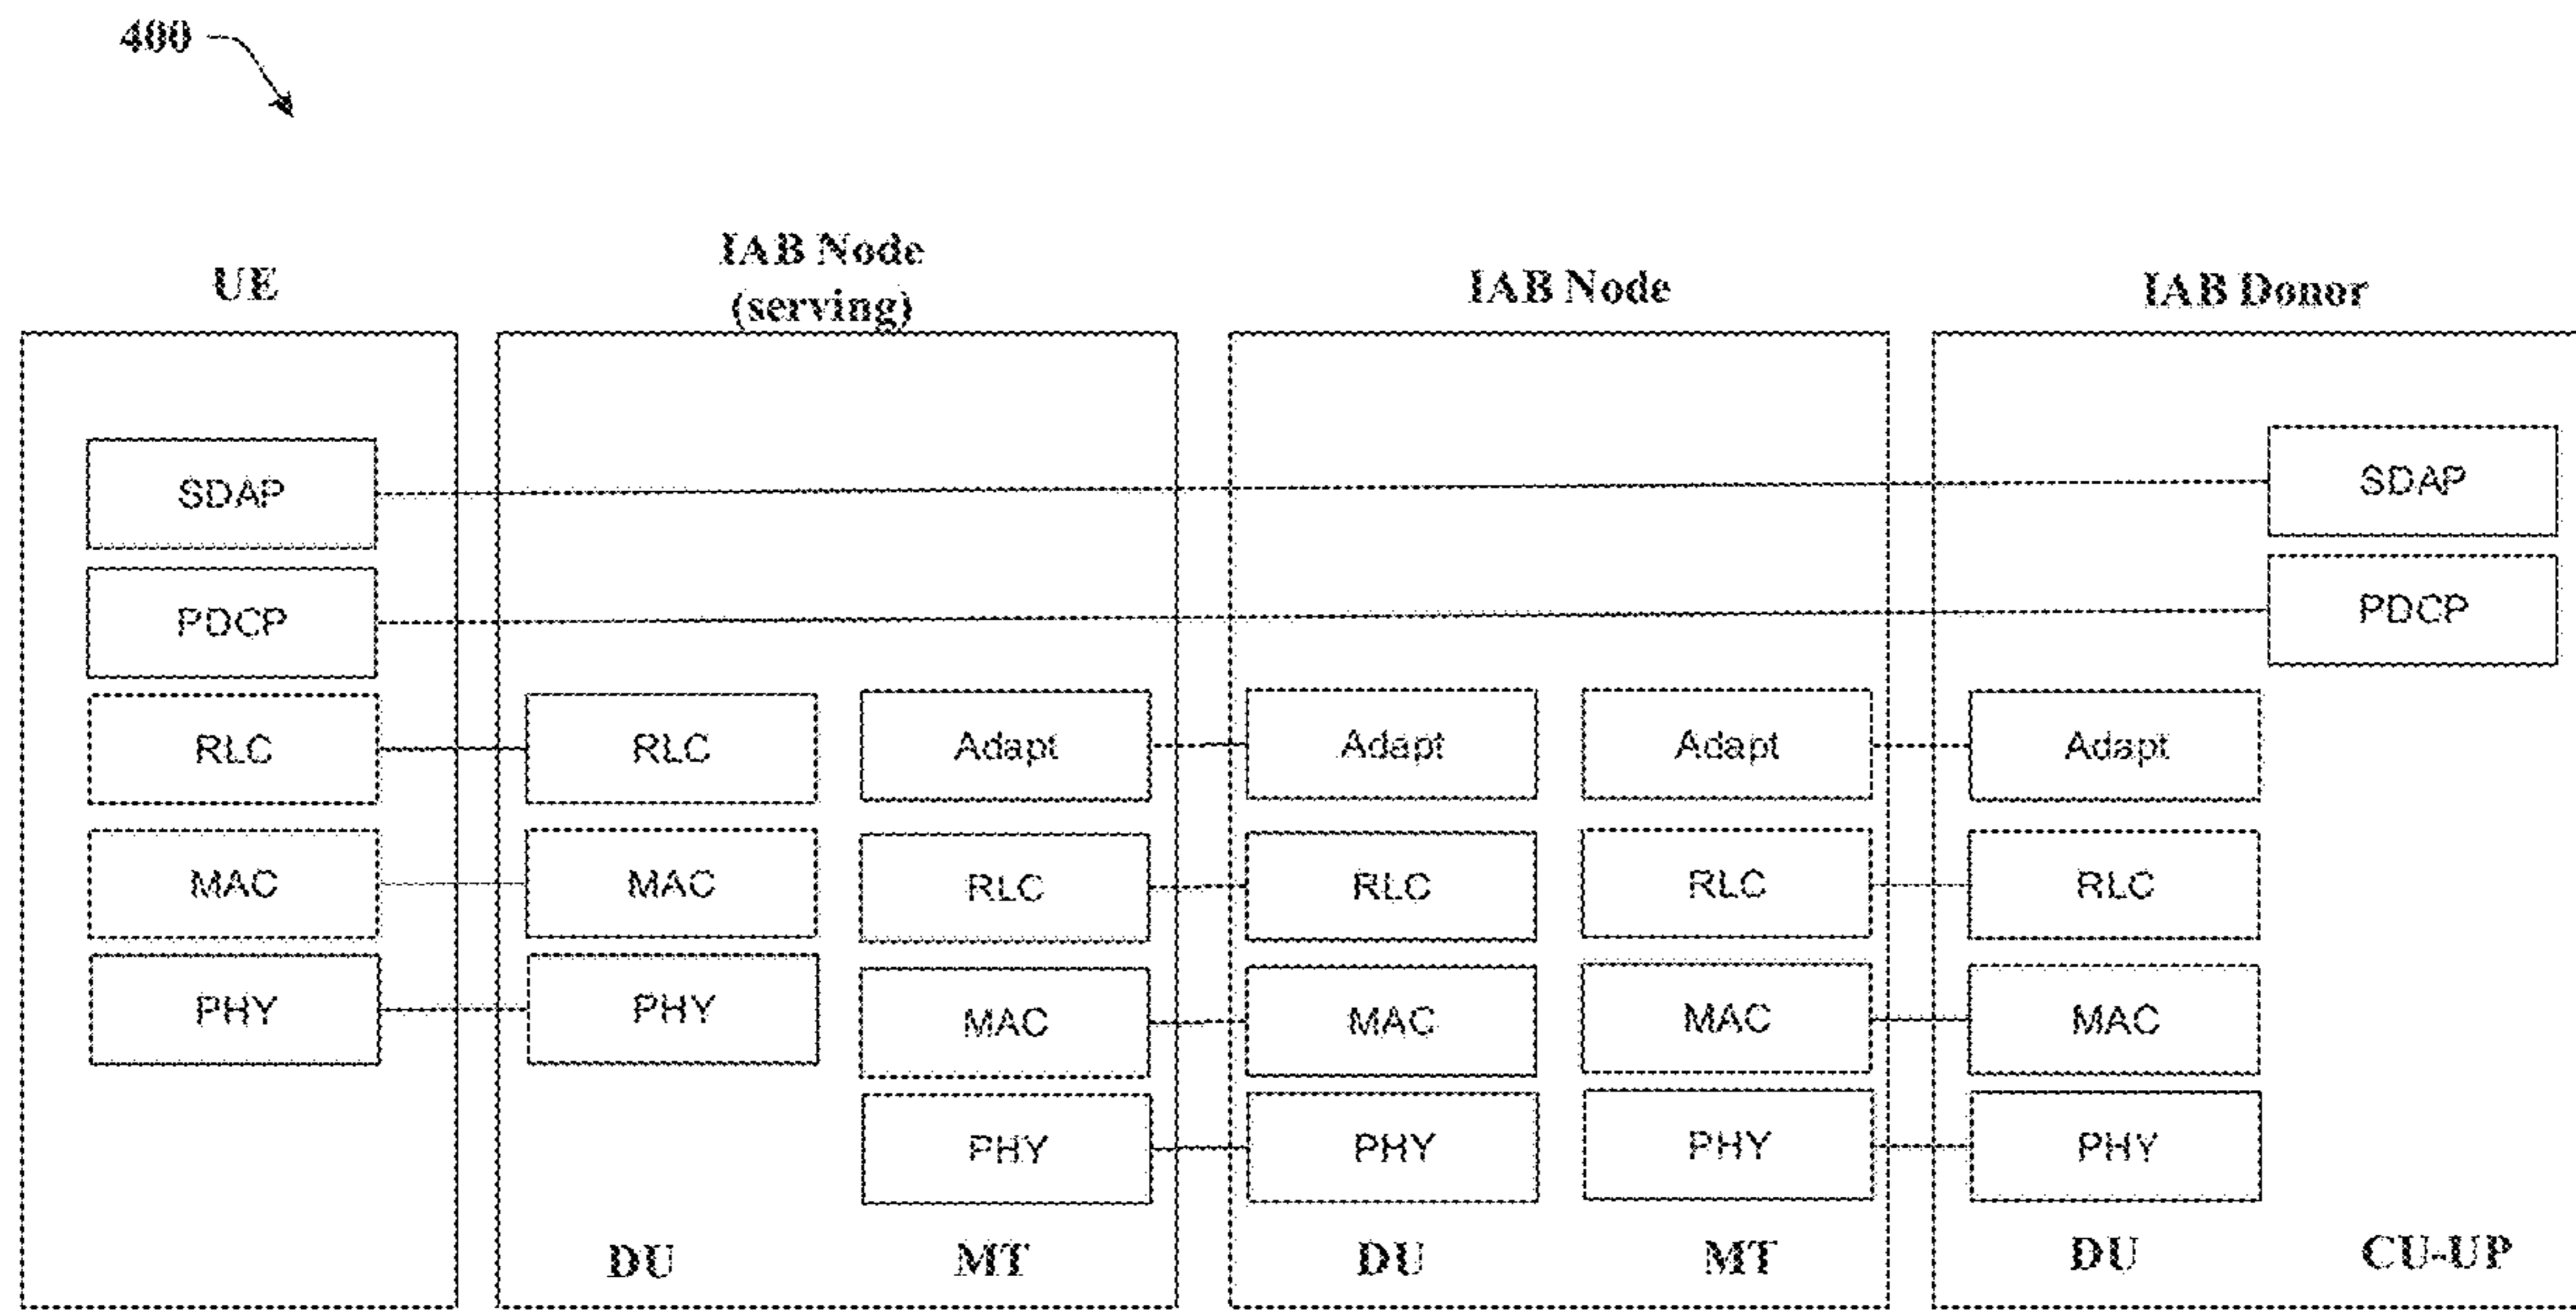 400
UE
IAB Node
(serving)
IAB Node
IAB Donor
SDAP
SDAP
PDCP
PDCP
RLC
RLC
Adapt
Adapt
Adapt
Adapt
MAC
MAC
RLC
RLC
RLC
RLC
PHY
PHY
MAC
MAC
MAC
MAC
PHY
PHY
PHY
PHY
DU
MT
DU
MT
DU
CU-UP